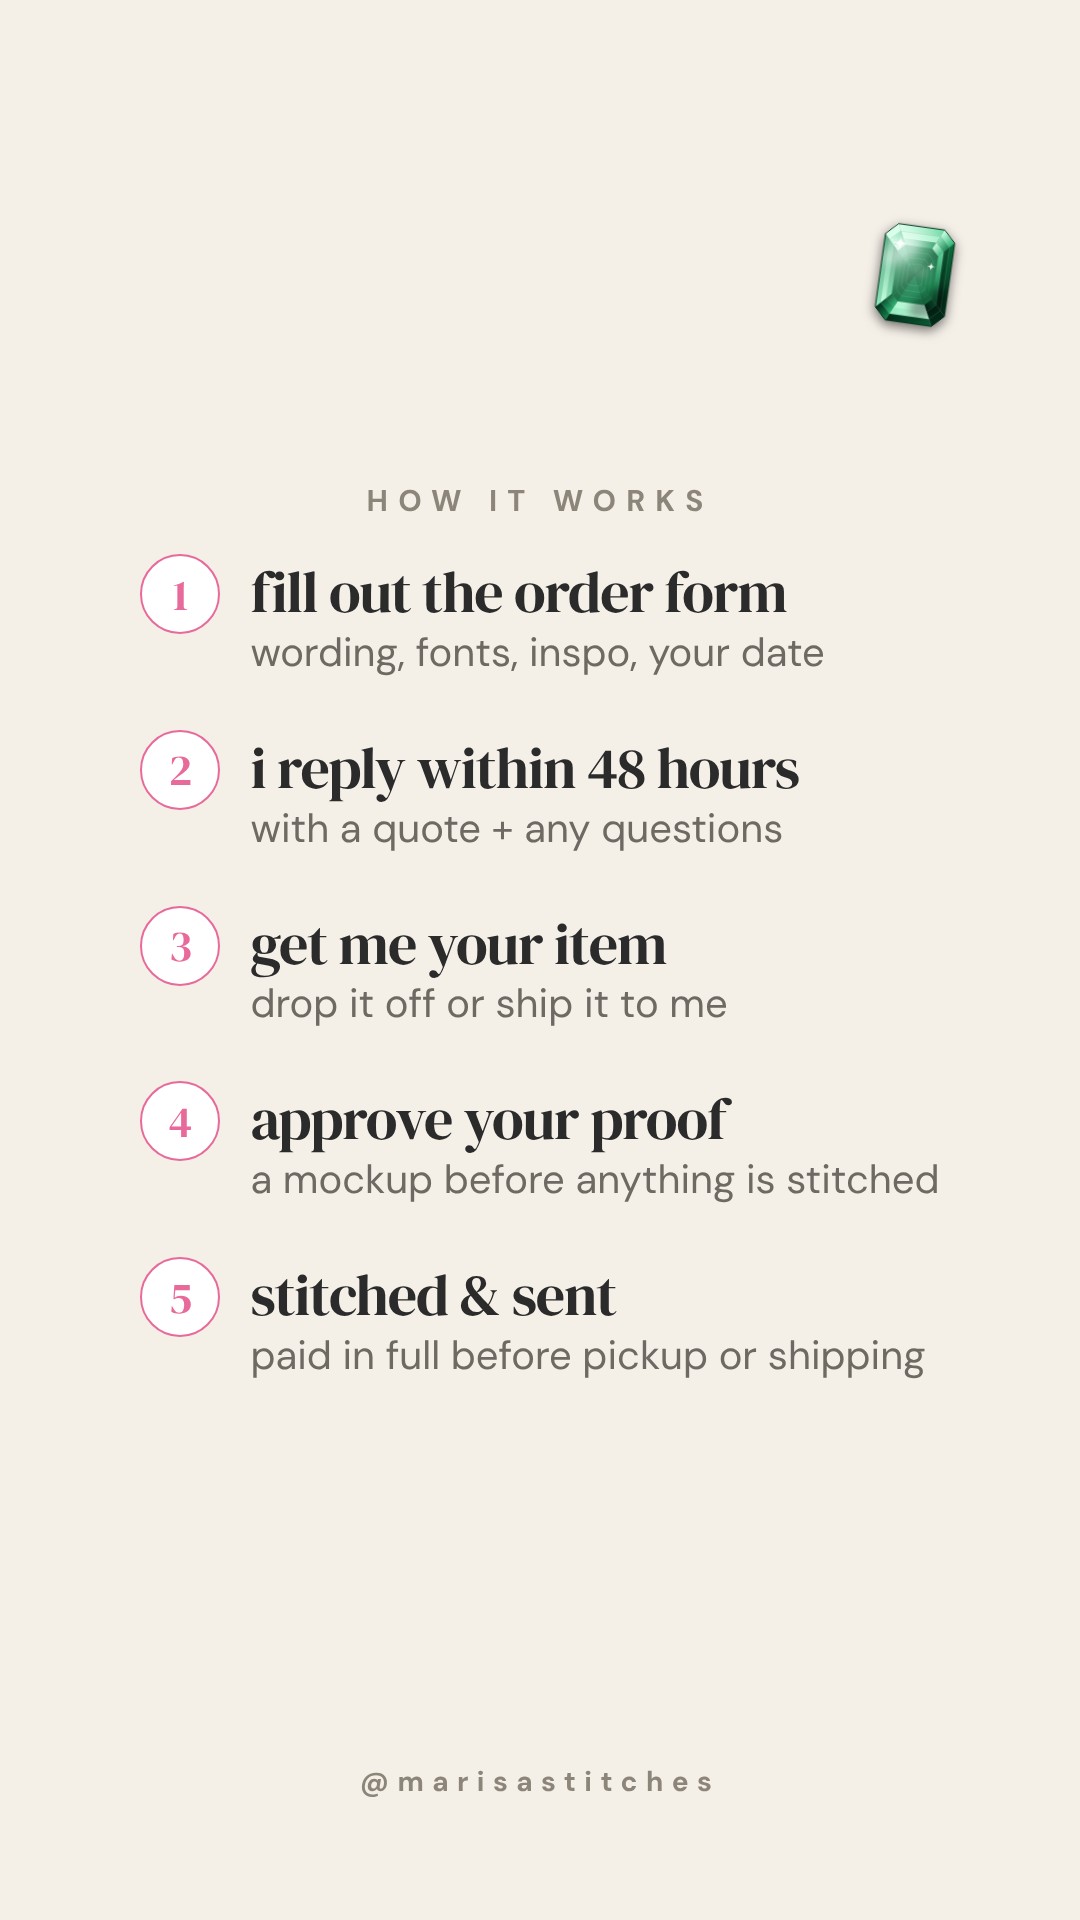 HOW IT WORKS
1 fill out the order form
wording, fonts, inspo, your date
2 i reply within 48 hours
with a quote + any questions
3 get me your item
drop it off or ship it to me
4 approve your proof
a mockup before anything is stitched
5 stitched & sent
paid in full before pickup or shipping
@marisastitches